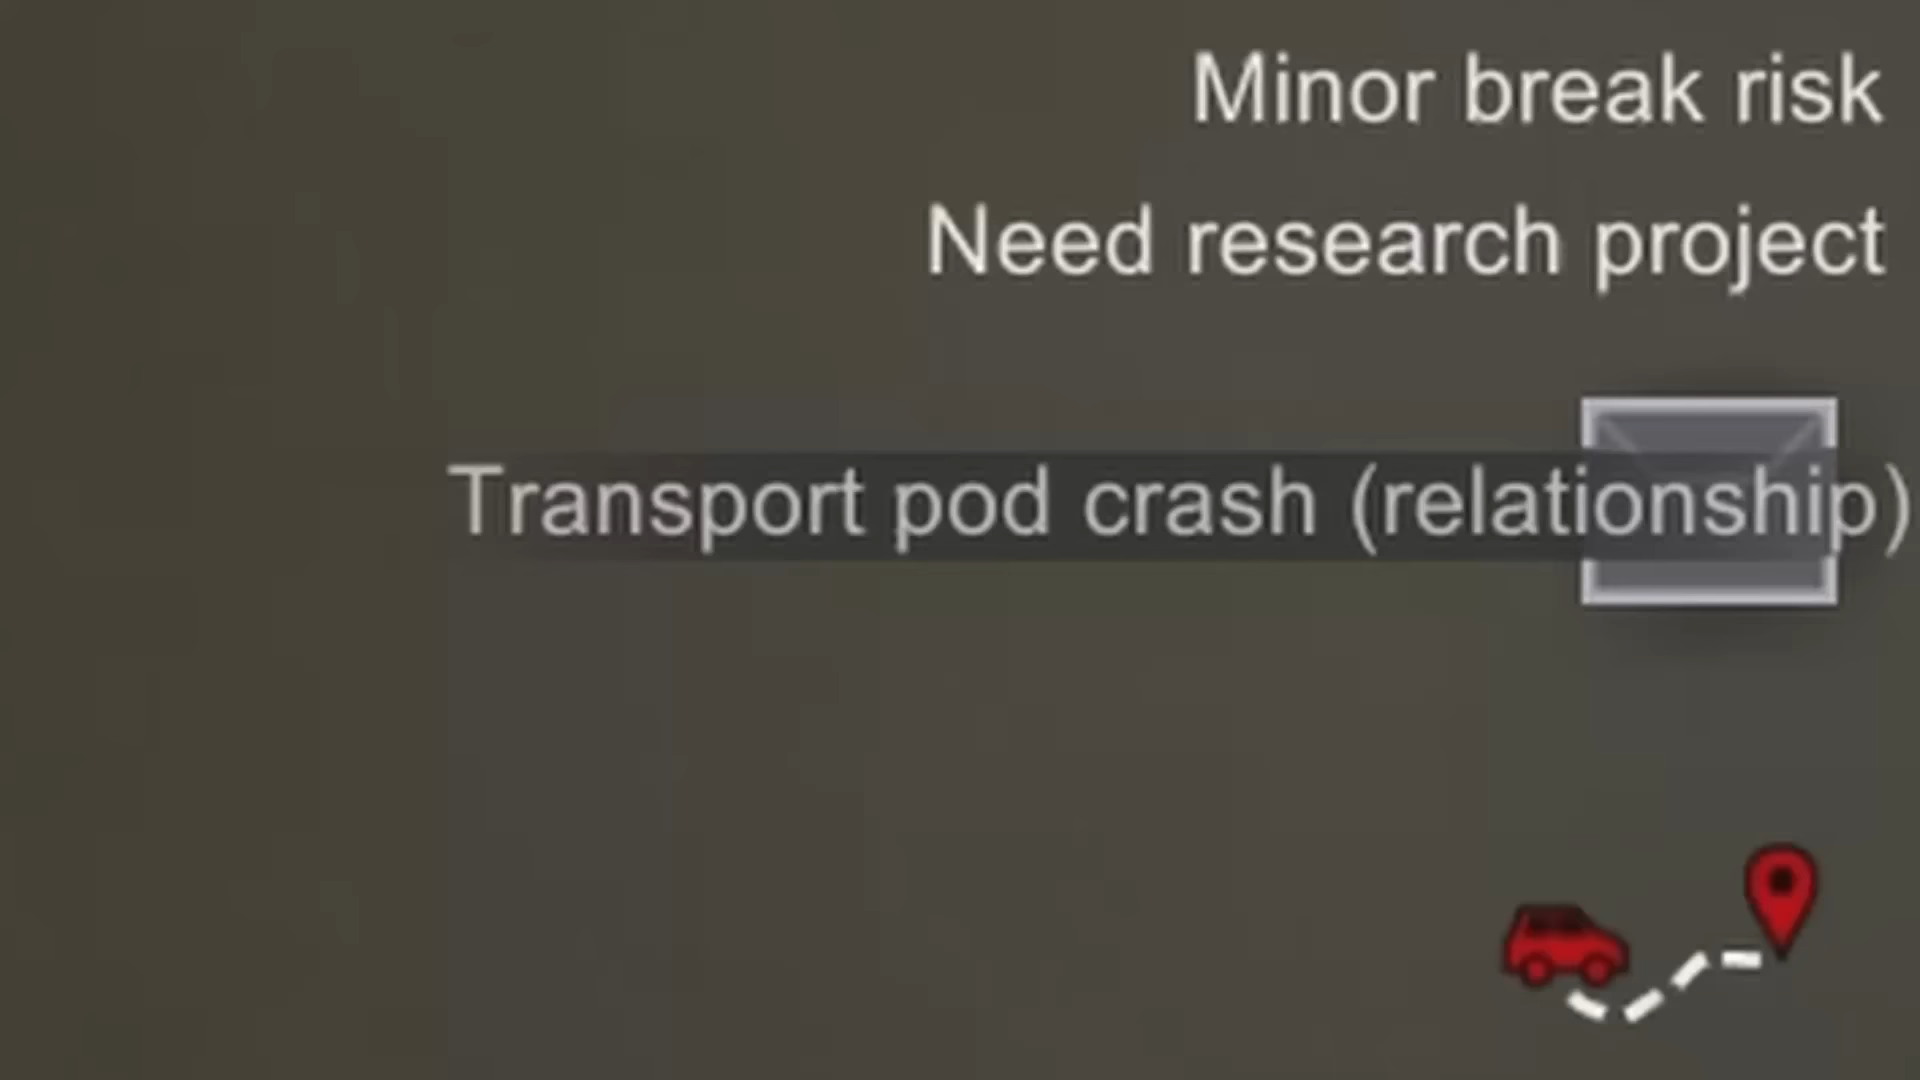 Minor break risk
Need research project
Transport pod crash (relationship)